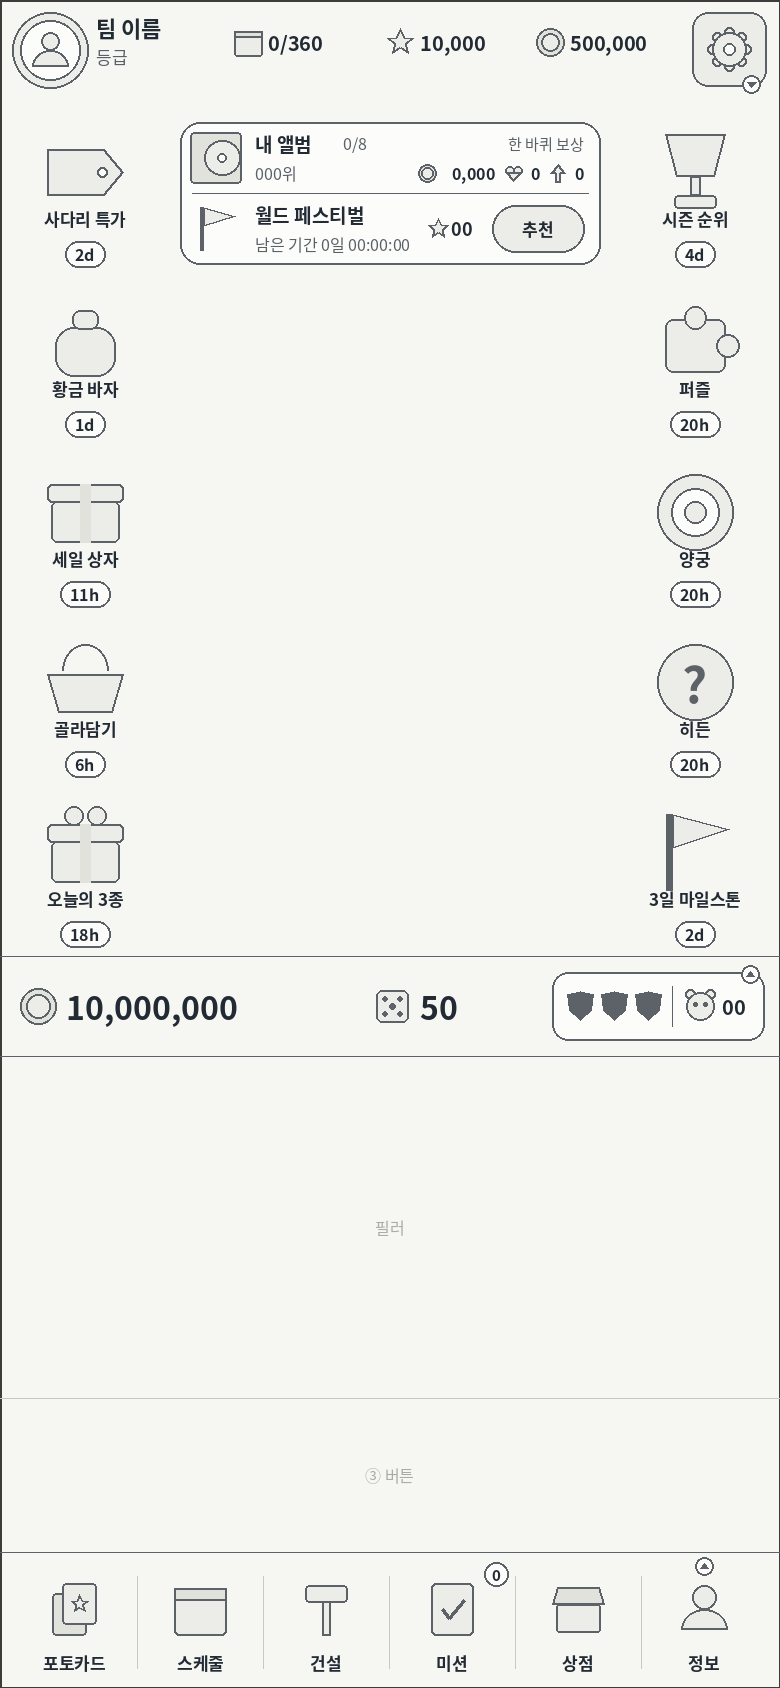 팀 이름
등급
0/360
10,000
500,000
내 앨범 0/8 한 바퀴 보상
000위 0,000 0 0
월드 페스티벌
남은 기간 0일 00:00:00
00
추천
사다리 특가
2d
시즌 순위
4d
황금 바자
1d
퍼즐
20h
세일 상자
11h
양궁
20h
골라담기
6h
?
히든
20h
오늘의 3종
18h
3일 마일스톤
2d
10,000,000
50
00
필러
③ 버튼
0
포토카드
스케줄
건설
미션
상점
정보